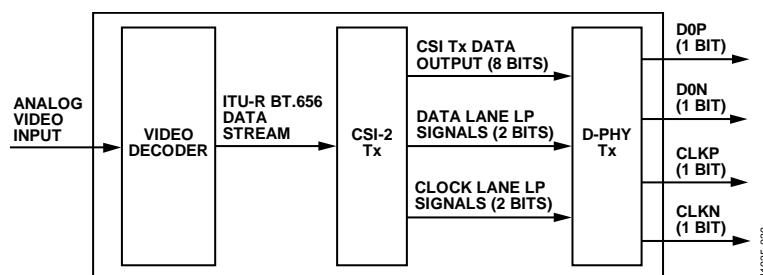 ANALOG
VIDEO
INPUT
VIDEO
DECODER
ITU-R BT.656
DATA
STREAM
CSI-2
Tx
CSI Tx DATA
OUTPUT (8 BITS)
DATA LANE LP
SIGNALS (2 BITS)
CLOCK LANE LP
SIGNALS (2 BITS)
D-PHY
Tx
D0P
(1 BIT)
D0N
(1 BIT)
CLKP
(1 BIT)
CLKN
(1 BIT)